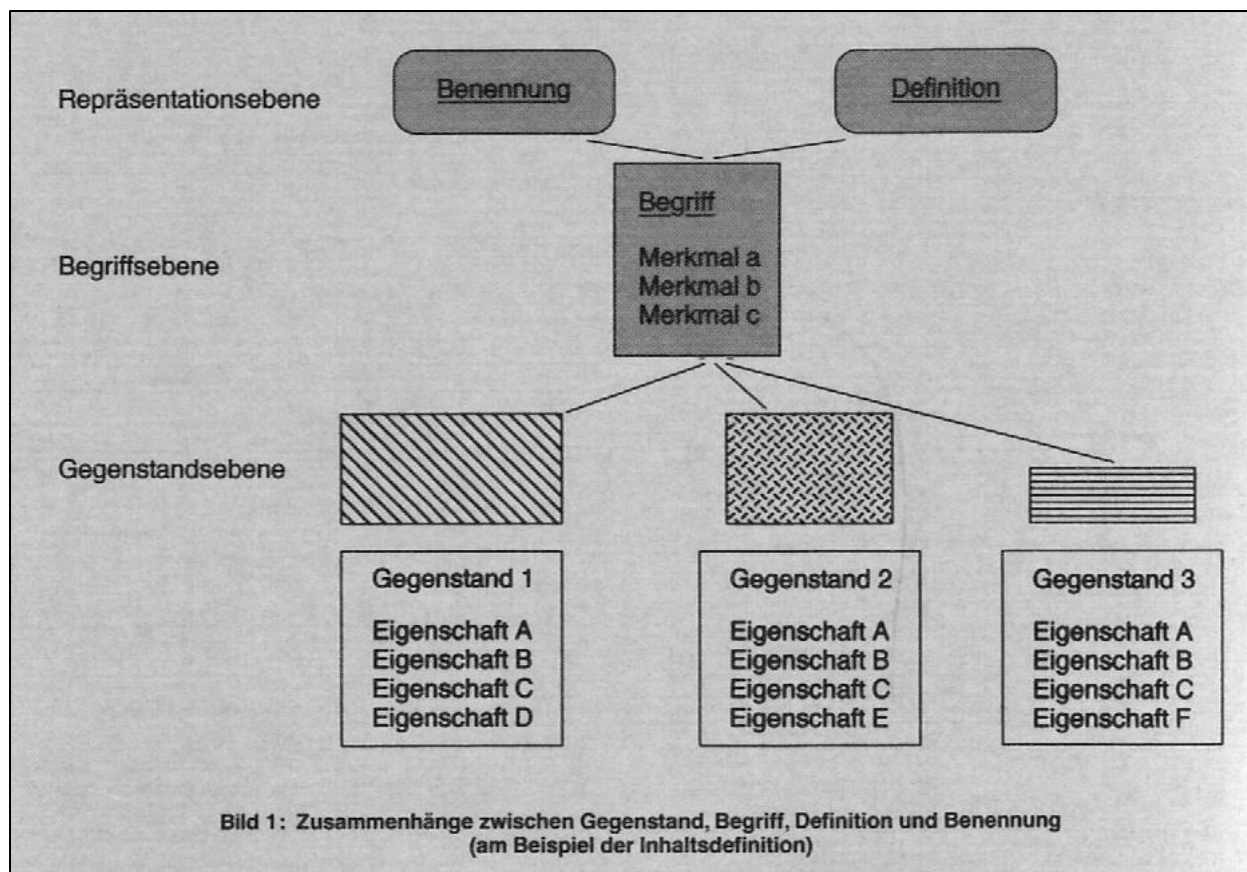 Repräsentationsebene
Benennung
Definition
Begriffsebene
Begriff
Merkmal a
Merkmal b
Merkmal c
Gegenstandsebene
Gegenstand 1
Eigenschaft A
Eigenschaft B
Eigenschaft C
Eigenschaft D
Gegenstand 2
Eigenschaft A
Eigenschaft B
Eigenschaft C
Eigenschaft E
Gegenstand 3
Eigenschaft A
Eigenschaft B
Eigenschaft C
Eigenschaft F
Bild 1: Zusammenhänge zwischen Gegenstand, Begriff, Definition und Benennung
(am Beispiel der Inhaltsdefinition)